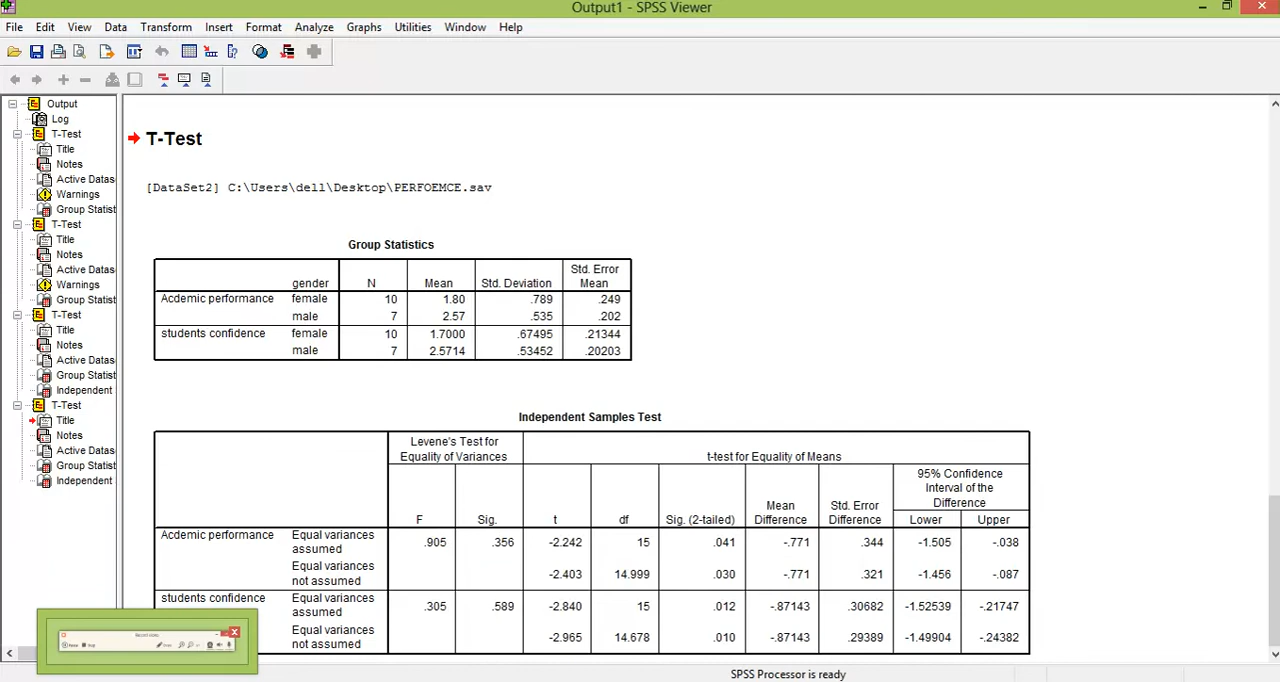 Output1 - SPSS Viewer
File Edit View Data Transform Insert Format Analyze Graphs Utilities Window Help
Output
Log
T-Test
Title
Notes
Active Datas
Warnings
Group Statist
T-Test
Title
Notes
Active Datas
Warnings
Group Statist
T-Test
Title
Notes
Active Datas
Group Statist
Independent
T-Test
Title
Notes
Active Datas
Group Statist
Independent
T-Test
[DataSet2] C:\Users\dell\Desktop\PERFOEMCE.sav
Group Statistics
gender N Mean Std. Deviation Std. Error Mean
Acdemic performance female 10 1.80 .789 .249
male 7 2.57 .535 .202
students confidence female 10 1.7000 .67495 .21344
male 7 2.5714 .53452 .20203
Independent Samples Test
Levene's Test for Equality of Variances t-test for Equality of Means
95% Confidence Interval of the Difference
F Sig. t df Sig. (2-tailed) Mean Difference Std. Error Difference Lower Upper
Acdemic performance Equal variances assumed .905 .356 -2.242 15 .041 -.771 .344 -1.505 -.038
Equal variances not assumed -2.403 14.999 .030 -.771 .321 -1.456 -.087
students confidence Equal variances assumed .305 .589 -2.840 15 .012 -.87143 .30682 -1.52539 -.21747
Equal variances not assumed -2.965 14.678 .010 -.87143 .29389 -1.49904 -.24382
SPSS Processor is ready